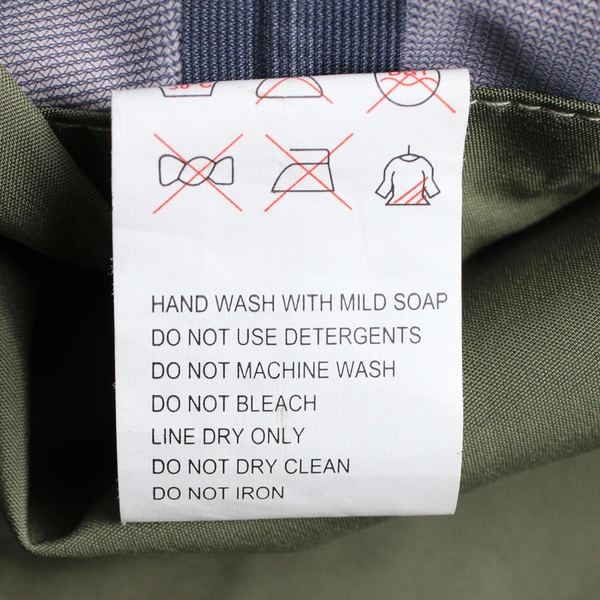 HAND WASH WITH MILD SOAP
DO NOT USE DETERGENTS
DO NOT MACHINE WASH
DO NOT BLEACH
LINE DRY ONLY
DO NOT DRY CLEAN
DO NOT IRON